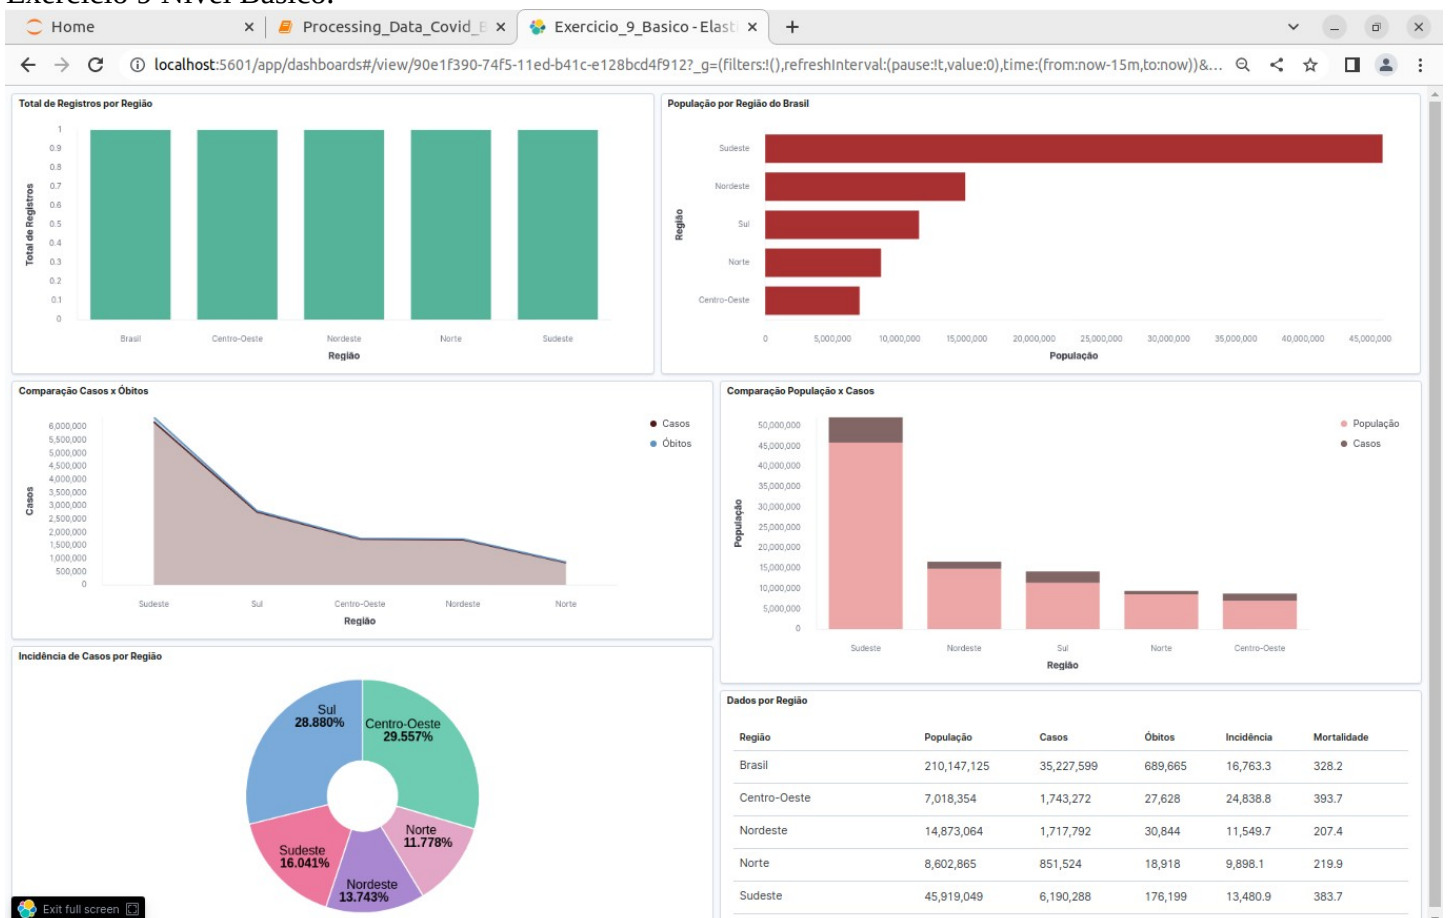 Exercício 9 Nível Básico:
Home
Processing_Data_Covid_B
Exercicio_9_Basico - Elasti
localhost:5601/app/dashboards#/view/90e1f390-74f5-11ed-b41c-e128bcd4f912?_g=(filters:!(),refreshInterval:(pause:!t,value:0),time:(from:now-15m,to:now))&...
Total de Registros por Região
1
0.9
0.8
0.7
0.6
0.5
0.4
0.3
0.2
0.1
0
Total de Registros
Brasil Centro-Oeste Nordeste Norte Sudeste
Região
População por Região do Brasil
Região
Sudeste
Nordeste
Sul
Norte
Centro-Oeste
0 5,000,000 10,000,000 15,000,000 20,000,000 25,000,000 30,000,000 35,000,000 40,000,000 45,000,000
População
Comparação Casos x Óbitos
6,000,000
5,500,000
5,000,000
4,500,000
4,000,000
3,500,000
3,000,000
2,500,000
2,000,000
1,500,000
1,000,000
500,000
0
Casos
Sudeste Sul Centro-Oeste Nordeste Norte
Região
Casos
Óbitos
Comparação População x Casos
50,000,000
45,000,000
40,000,000
35,000,000
30,000,000
25,000,000
20,000,000
15,000,000
10,000,000
5,000,000
0
População
Sudeste Nordeste Sul Norte Centro-Oeste
Região
População
Casos
Incidência de Casos por Região
Sul
28.880%
Centro-Oeste
29.557%
Norte
11.778%
Sudeste
16.041%
Nordeste
13.743%
Exit full screen
Dados por Região
Região População Casos Óbitos Incidência Mortalidade
Brasil 210,147,125 35,227,599 689,665 16,763.3 328.2
Centro-Oeste 7,018,354 1,743,272 27,628 24,838.8 393.7
Nordeste 14,873,064 1,717,792 30,844 11,549.7 207.4
Norte 8,602,865 851,524 18,918 9,898.1 219.9
Sudeste 45,919,049 6,190,288 176,199 13,480.9 383.7